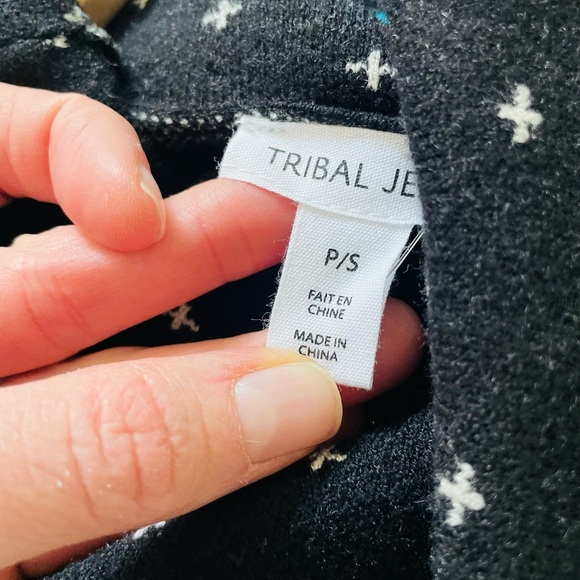 TRIBAL JE
P/S
FAIT EN
CHINE
MADE IN
CHINA